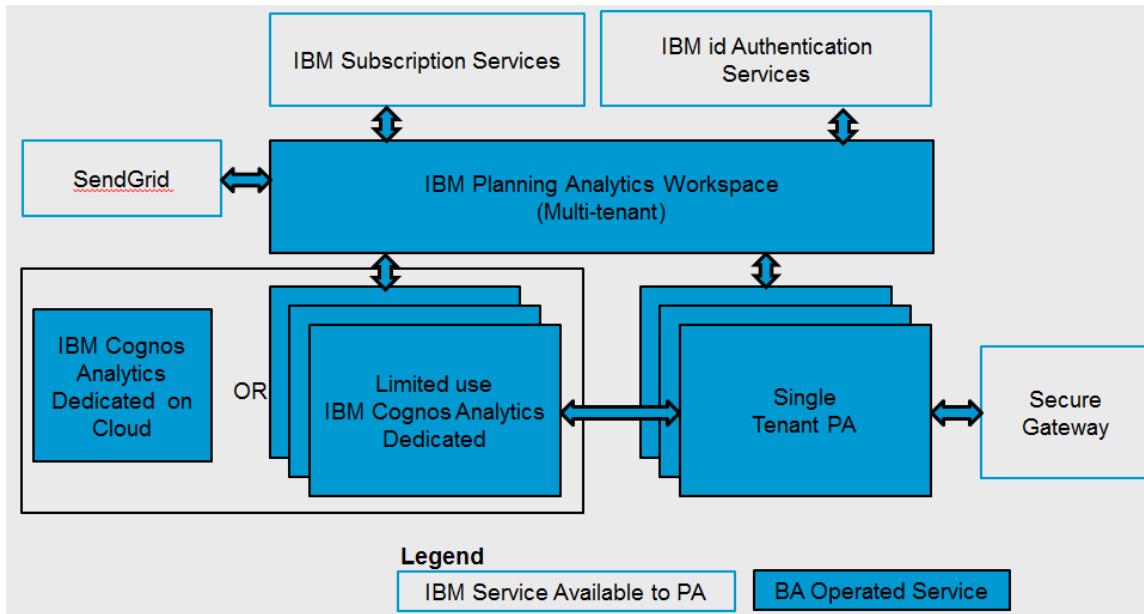 IBM Subscription Services
IBM id Authentication
Services
SendGrid
IBM Planning Analytics Workspace
(Multi-tenant)
IBM Cognos
Analytics
Dedicated on
Cloud
OR
Limited use
IBM Cognos Analytics
Dedicated
Single
Tenant PA
Secure
Gateway
Legend
IBM Service Available to PA
BA Operated Service